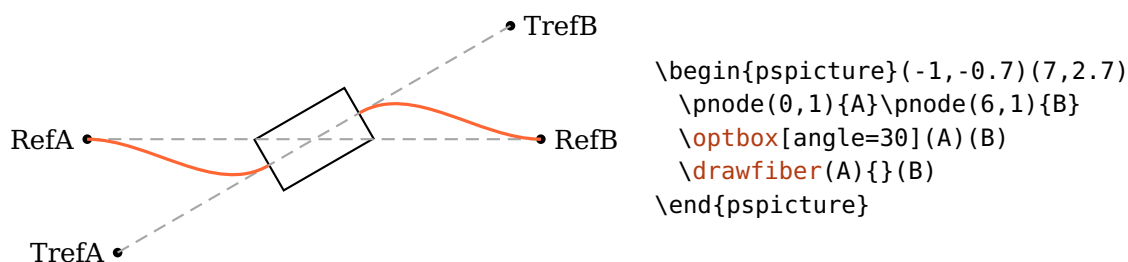 TrefB
RefA
RefB
TrefA
\begin{pspicture}(-1,-0.7)(7,2.7)
  \pnode(0,1){A}\pnode(6,1){B}
  \optbox[angle=30](A)(B)
  \drawfiber(A){}(B)
\end{pspicture}